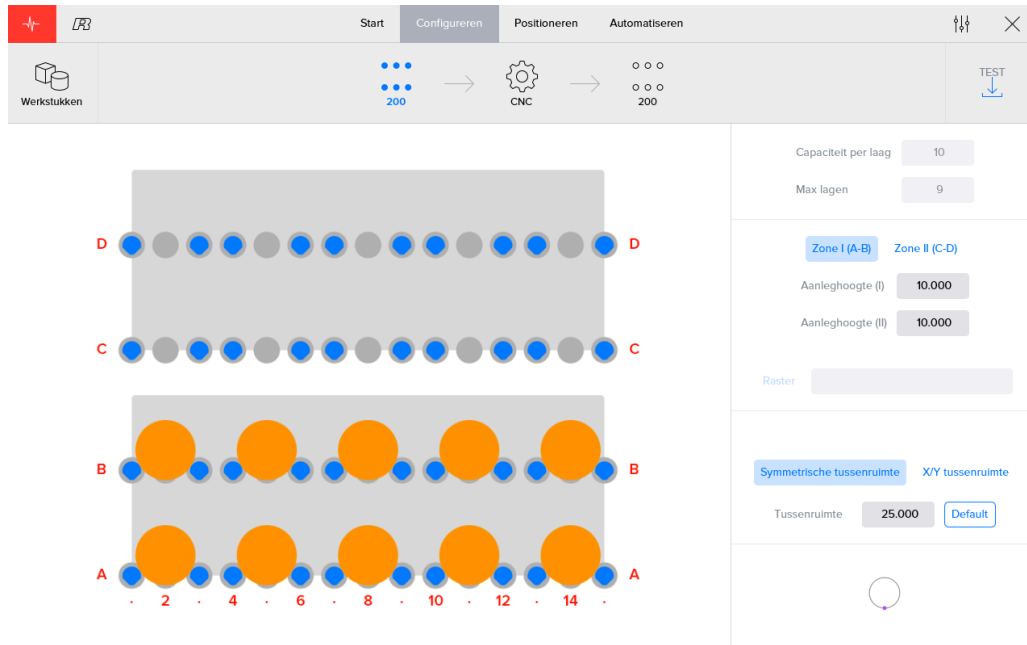 Start Configureren Positioneren Automatiseren
Werkstukken
200
CNC
200
TEST
Capaciteit per laag 10
Max lagen 9
Zone I (A-B) Zone II (C-D)
Aanleghoogte (I) 10.000
Aanleghoogte (II) 10.000
Raster
Symmetrische tussenruimte X/Y tussenruimte
Tussenruimte 25.000 Default
D D
C C
B B
A A
· 2 · 4 · 6 · 8 · 10 · 12 · 14 ·